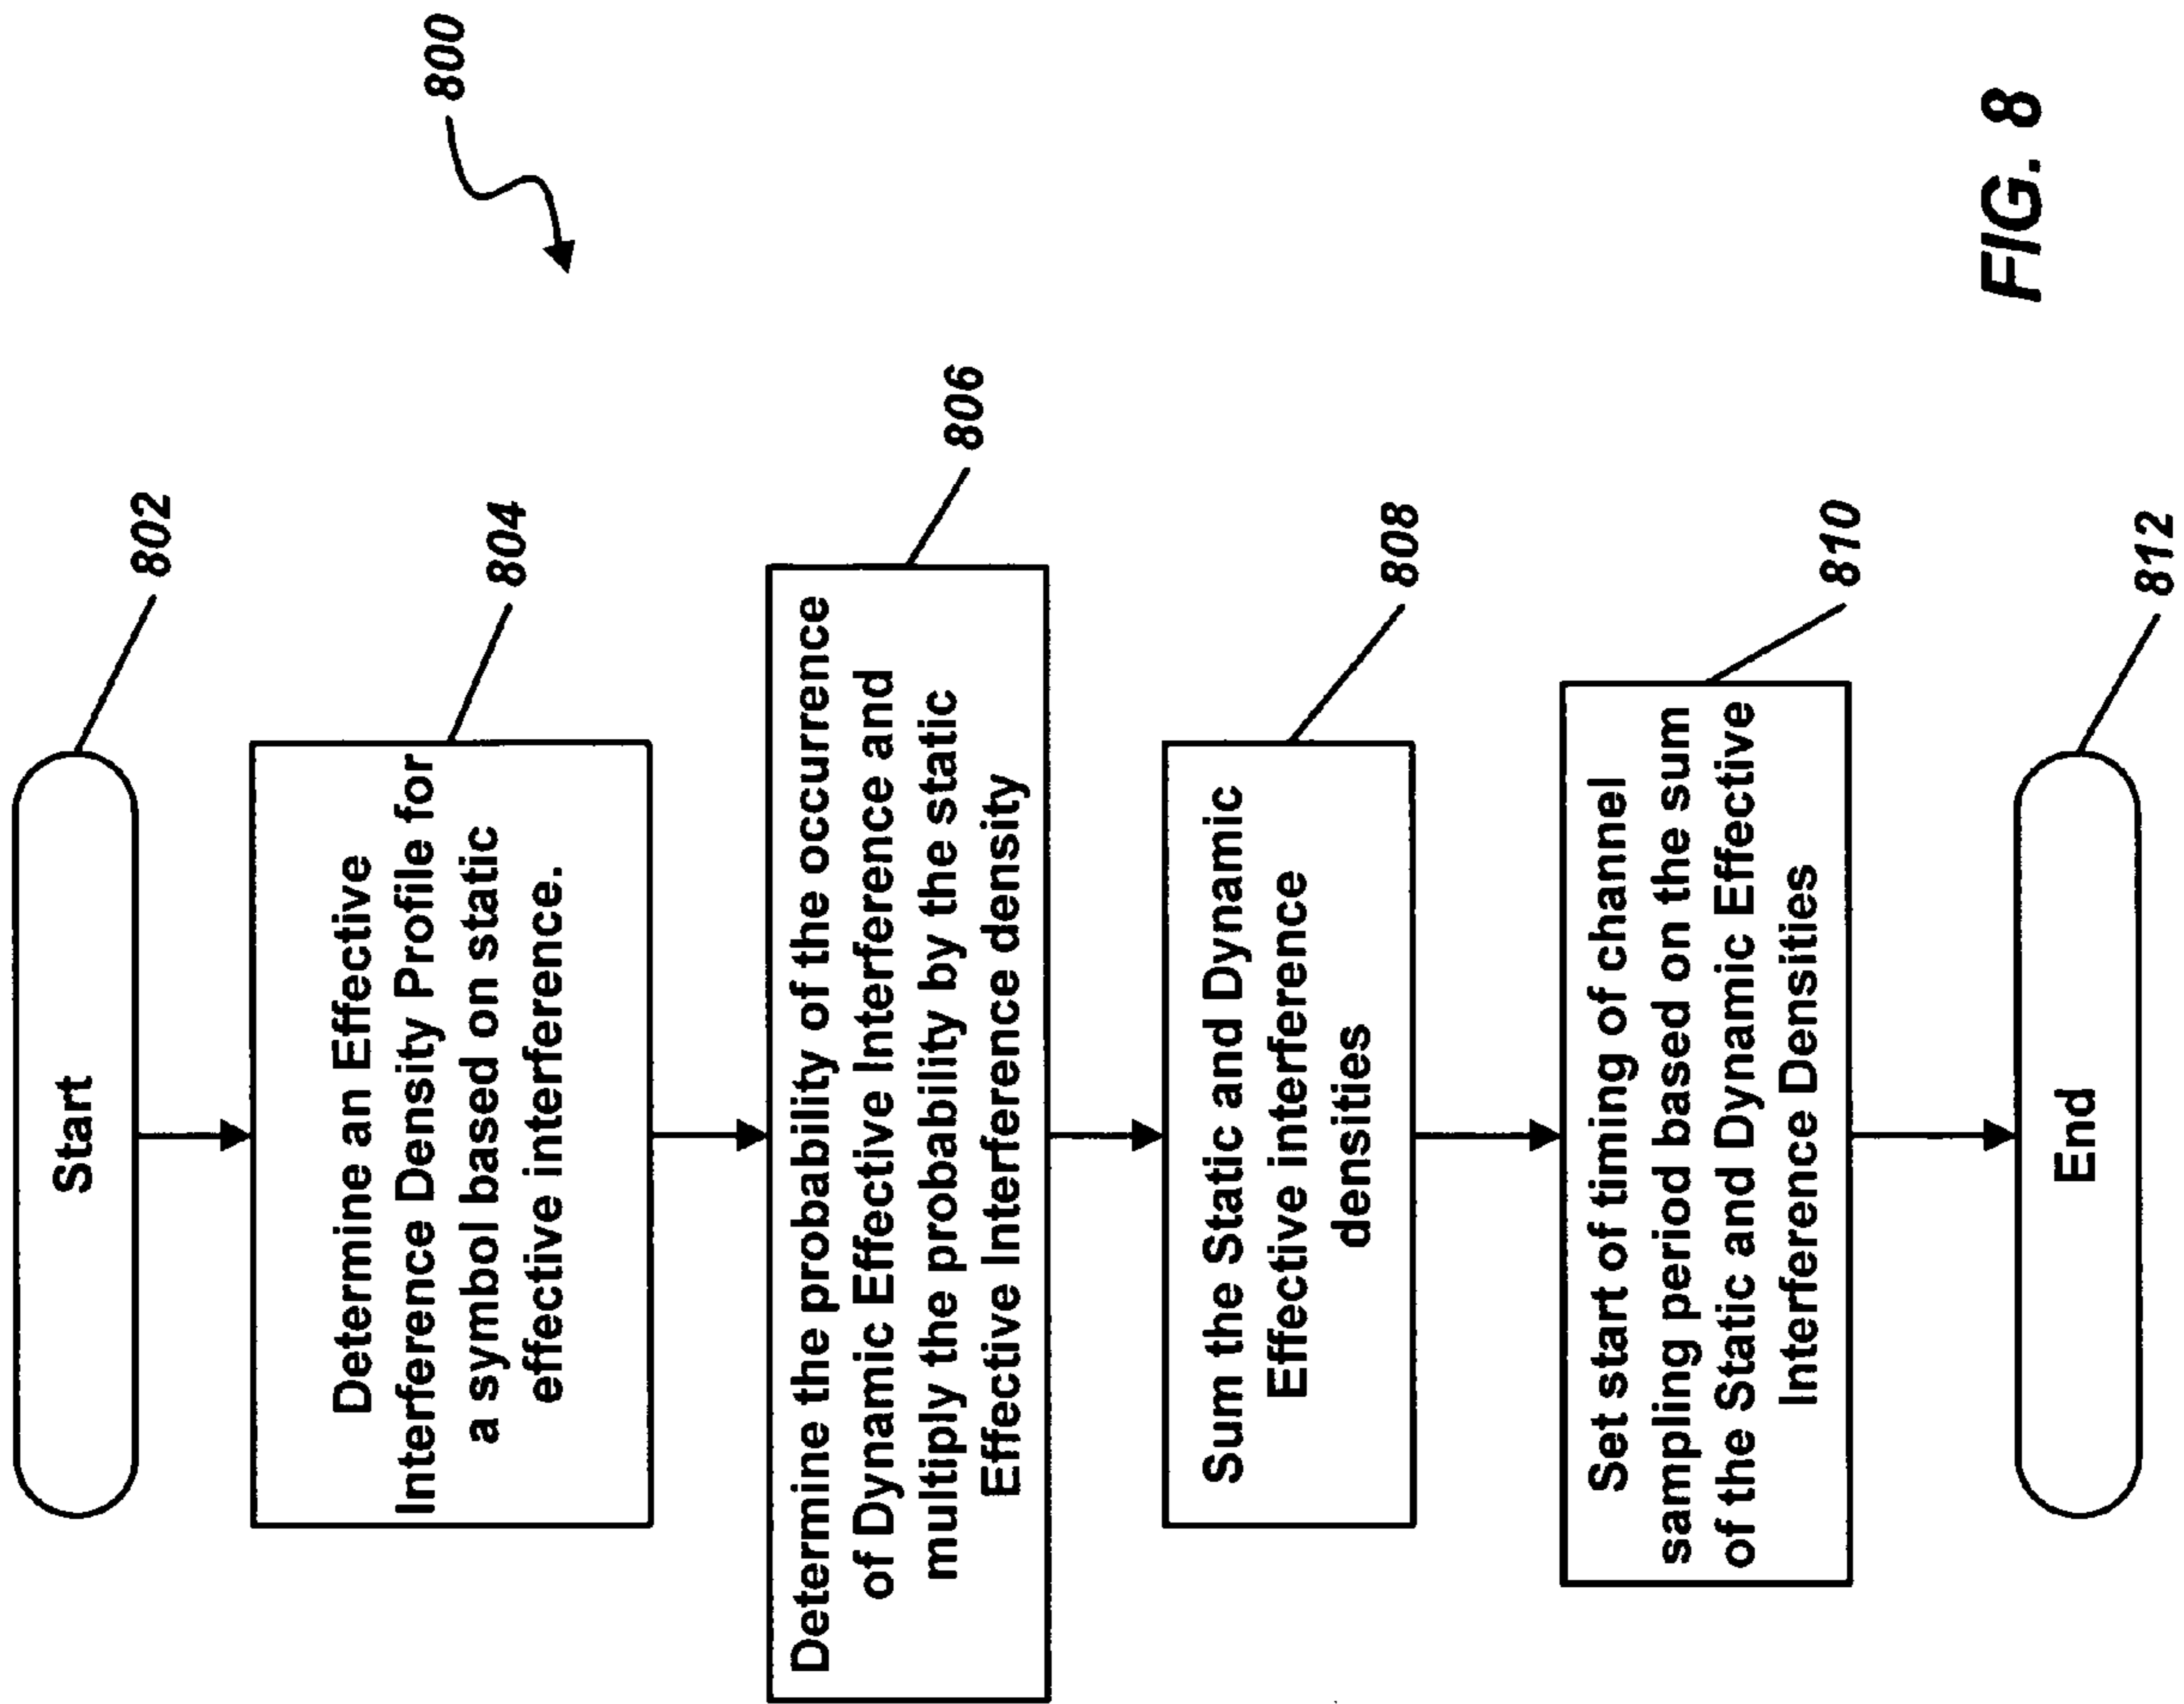 800
Start
802
Determine an Effective
Interference Density Profile for
a symbol based on static
effective interference.
804
Determine the probability of the occurrence
of Dynamic Effective Interference and
multiply the probability by the static
Effective Interference density
806
Sum the Static and Dynamic
Effective interference
densities
808
Set start of timing of channel
sampling period based on the sum
of the Static and Dynamic Effective
Interference Densities
810
End
812
FIG. 8